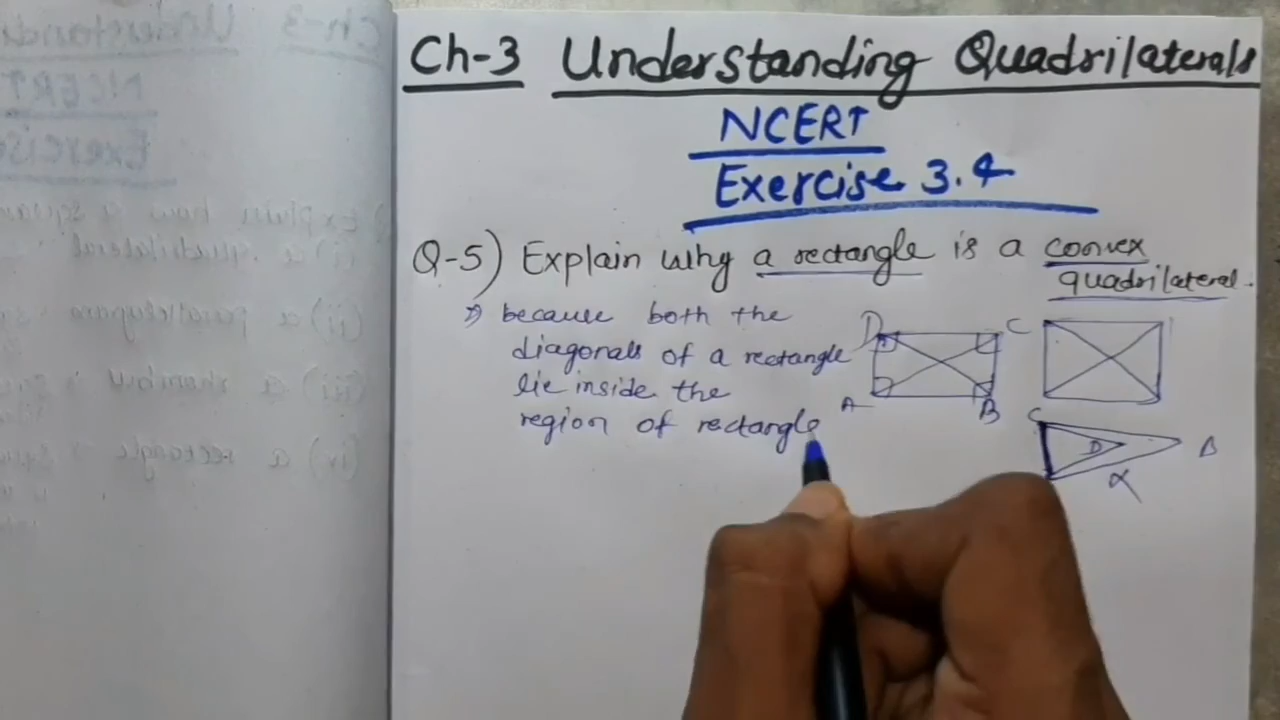 Ch-3 Understanding Quadrilaterals
NCERT
Exercise 3.4
Q-5) Explain why a rectangle is a convex
quadrilateral.
because both the
diagonals of a rectangle
lie inside the
region of rectangle
D C
A B
C
D B